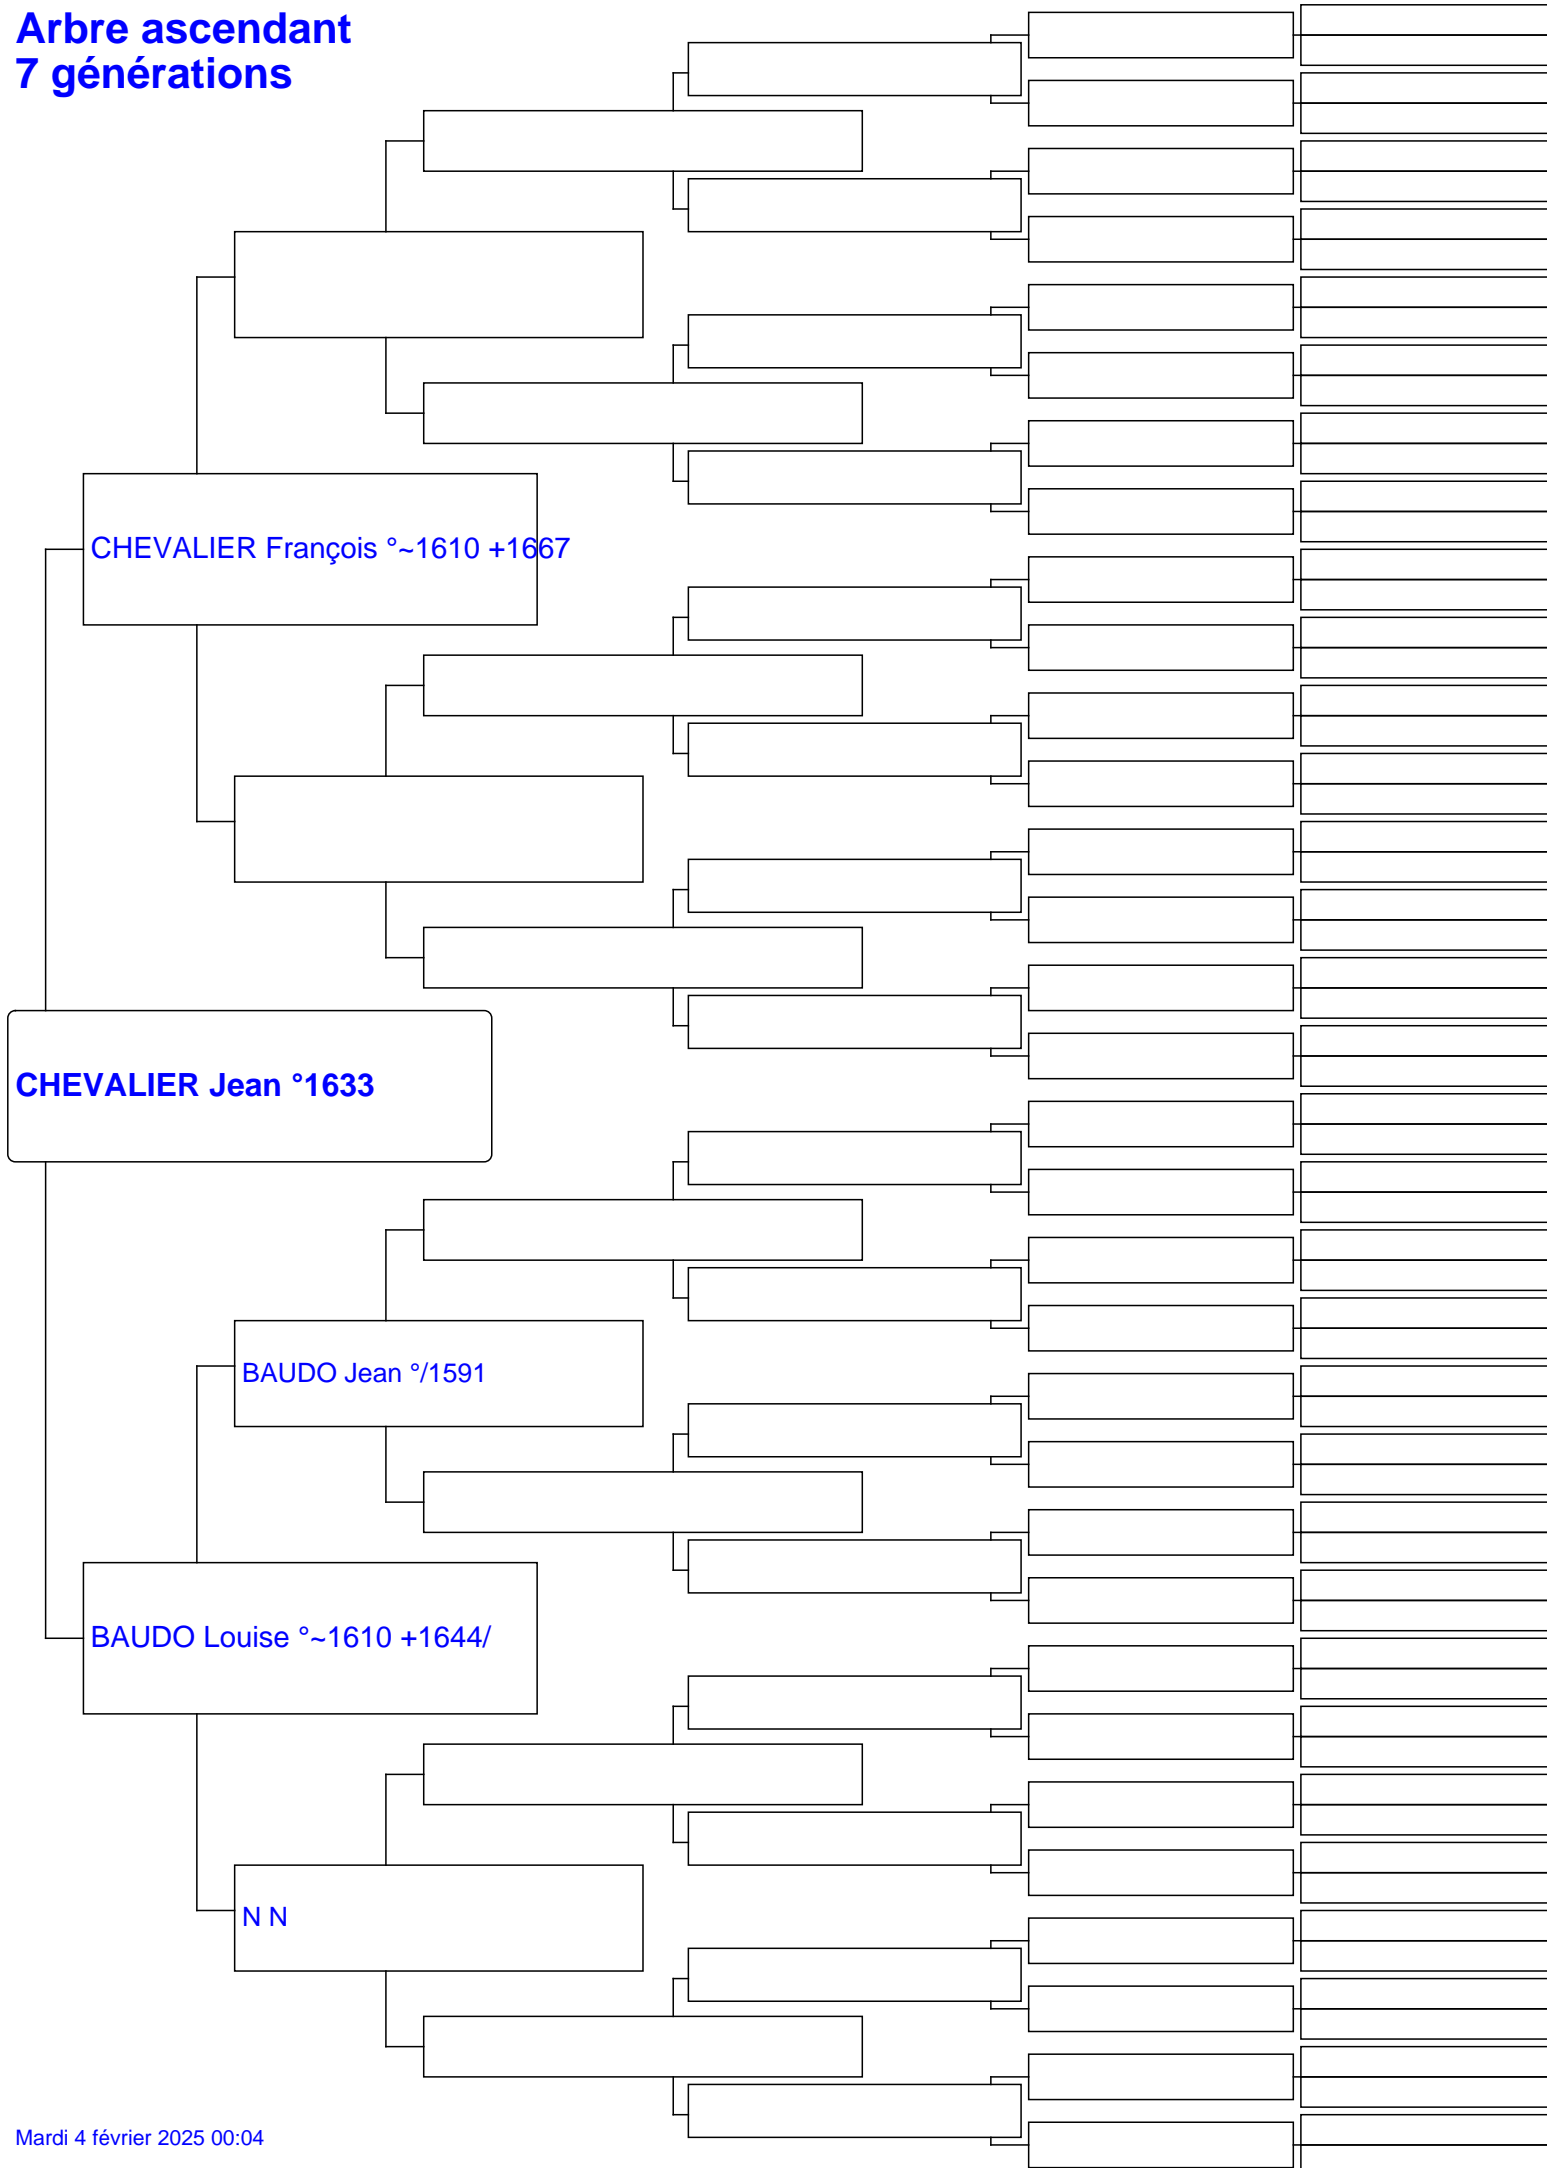 Arbre ascendant
7 générations
CHEVALIER François °~1610 +1667
CHEVALIER Jean °1633
BAUDO Jean °/1591
BAUDO Louise °~1610 +1644/
N N
Mardi 4 février 2025 00:04